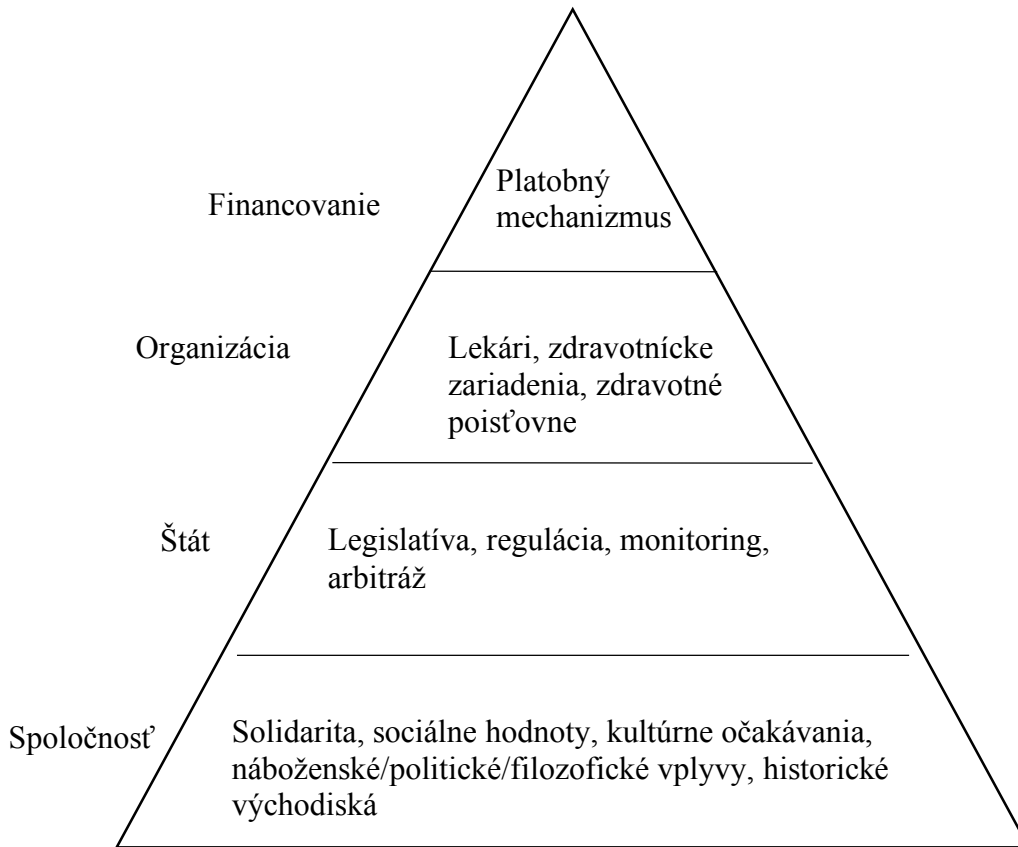 Financovanie
Platobný
mechanizmus
Organizácia
Lekári, zdravotnícke
zariadenia, zdravotné
poisťovne
Štát
Legislatíva, regulácia, monitoring,
arbitráž
Spoločnosť
Solidarita, sociálne hodnoty, kultúrne očakávania,
náboženské/politické/filozofické vplyvy, historické
východiská